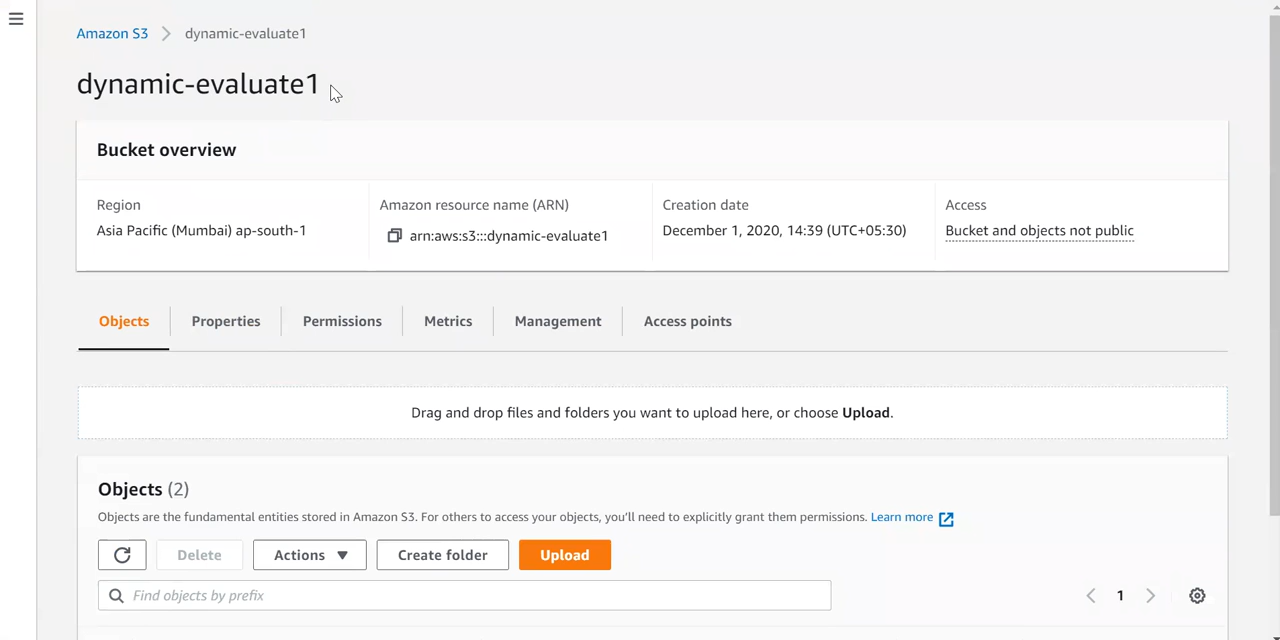 Amazon S3 dynamic-evaluate1
dynamic-evaluate1
Bucket overview
Region Amazon resource name (ARN) Creation date Access
Asia Pacific (Mumbai) ap-south-1 arn:aws:s3:::dynamic-evaluate1 December 1, 2020, 14:39 (UTC+05:30) Bucket and objects not public
Objects Properties Permissions Metrics Management Access points
Drag and drop files and folders you want to upload here, or choose Upload.
Objects (2)
Objects are the fundamental entities stored in Amazon S3. For others to access your objects, you'll need to explicitly grant them permissions. Learn more
Delete Actions Create folder Upload
Find objects by prefix 1